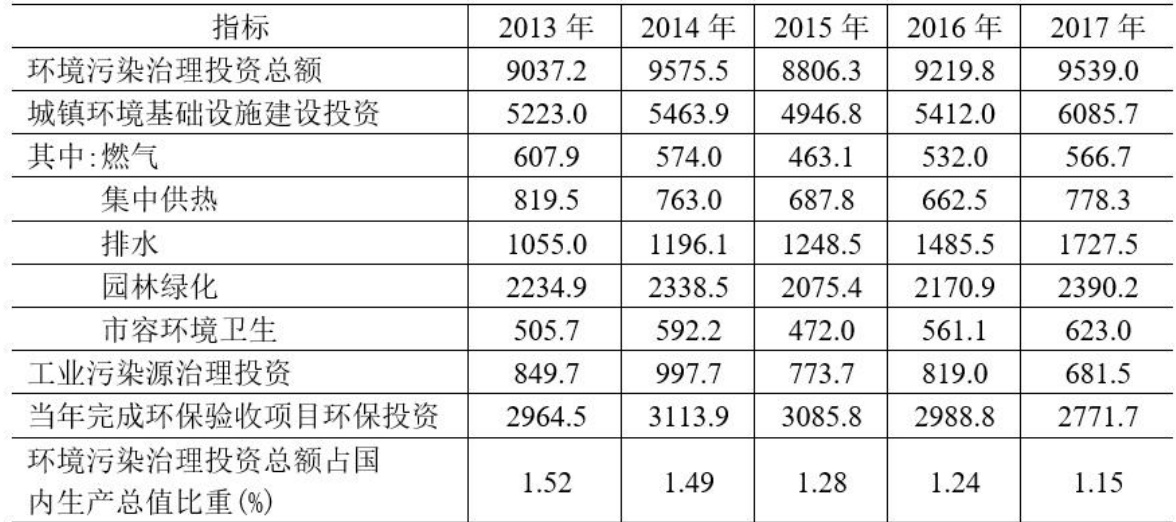 指标 2013 年 2014 年 2015 年 2016 年 2017 年
环境污染治理投资总额 9037.2 9575.5 8806.3 9219.8 9539.0
城镇环境基础设施建设投资 5223.0 5463.9 4946.8 5412.0 6085.7
其中:燃气 607.9 574.0 463.1 532.0 566.7
集中供热 819.5 763.0 687.8 662.5 778.3
排水 1055.0 1196.1 1248.5 1485.5 1727.5
园林绿化 2234.9 2338.5 2075.4 2170.9 2390.2
市容环境卫生 505.7 592.2 472.0 561.1 623.0
工业污染源治理投资 849.7 997.7 773.7 819.0 681.5
当年完成环保验收项目环保投资 2964.5 3113.9 3085.8 2988.8 2771.7
环境污染治理投资总额占国
内生产总值比重(%) 1.52 1.49 1.28 1.24 1.15